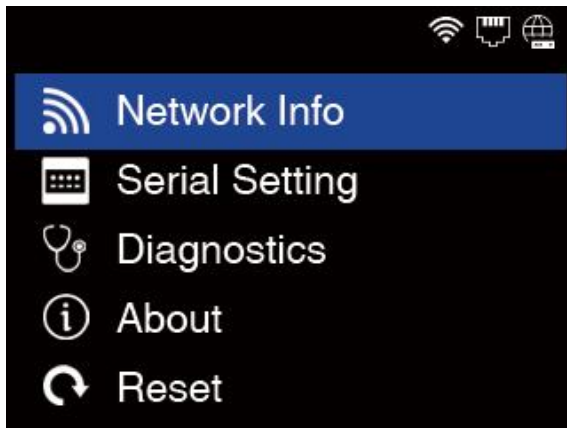 Network Info
Serial Setting
Diagnostics
About
Reset